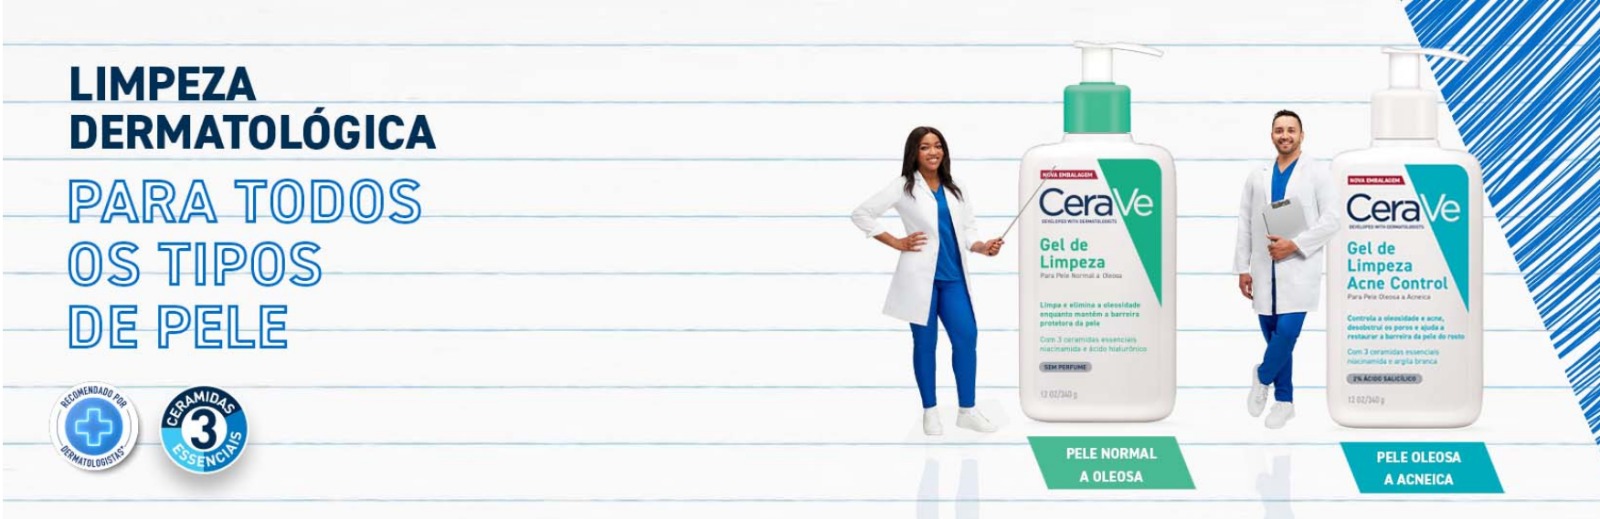 LIMPEZA
DERMATOLÓGICA
PARA TODOS
OS TIPOS
DE PELE
RECOMENDADO POR
DERMATOLOGISTAS*
CERAMIDAS
3
ESSENCIAIS
NOVA EMBALAGEM
CeraVe
DEVELOPED WITH DERMATOLOGISTS
Gel de
Limpeza
Para Pele Normal a Oleosa
Limpa e elimina a oleosidade
enquanto mantém a barreira
protetora da pele
Com 3 ceramidas essenciais
niacinamida e ácido hialurônico
SEM PERFUME
12 OZ/340 g
PELE NORMAL
A OLEOSA
NOVA EMBALAGEM
CeraVe
DEVELOPED WITH DERMATOLOGISTS
Gel de
Limpeza
Acne Control
Para Pele Oleosa a Acneica
Controla a oleosidade e acne,
desobstrui os poros e ajuda a
restaurar a barreira da pele do rosto
Com 3 ceramidas essenciais
niacinamida e argila branca
2% ÁCIDO SALICÍLICO
12 OZ/340 g
PELE OLEOSA
A ACNEICA